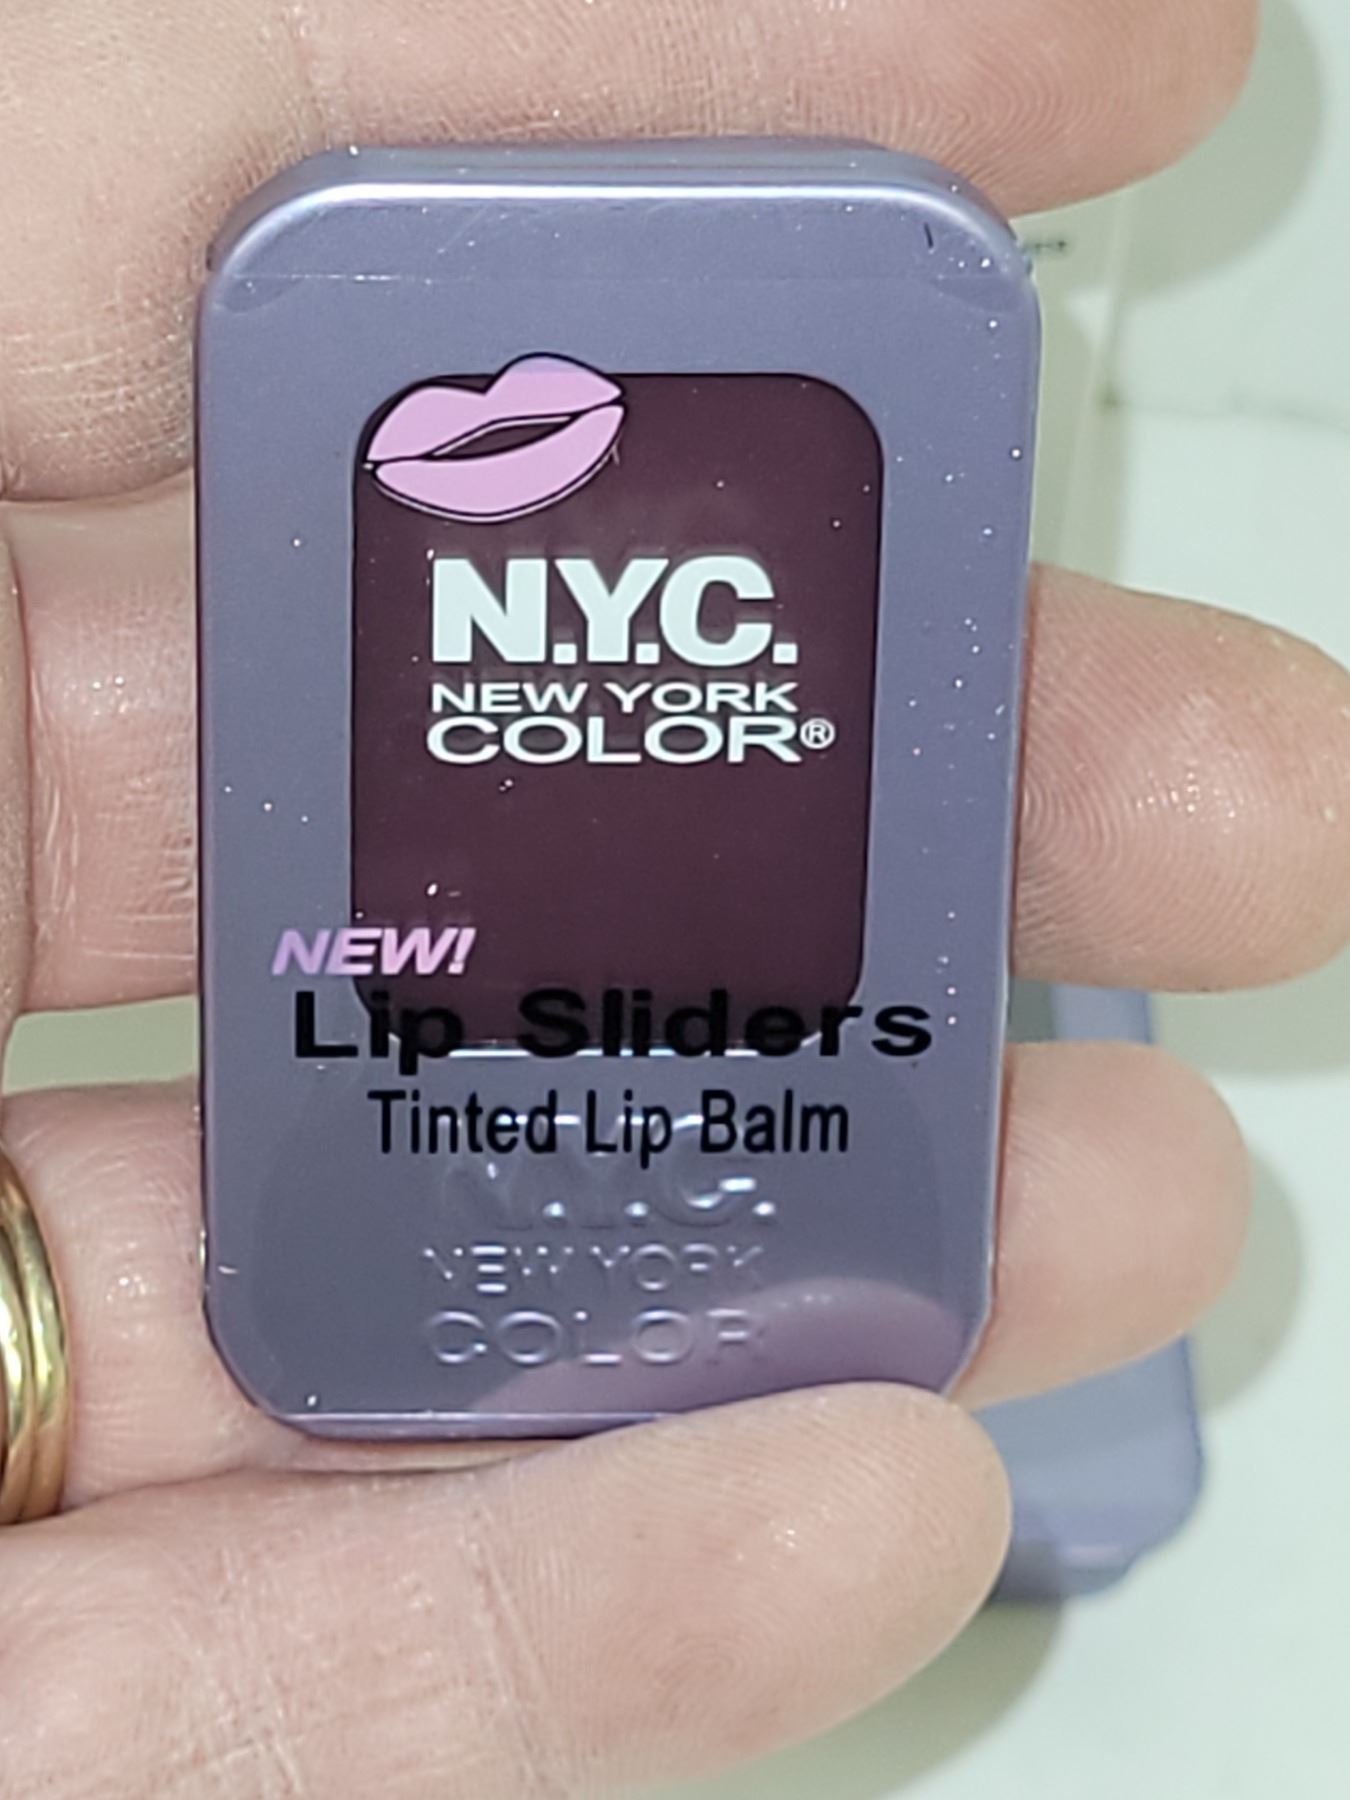 N.Y.C.
NEW YORK
COLOR®
NEW!
Lip Sliders
Tinted Lip Balm
N.Y.C.
NEW YORK
COLOR